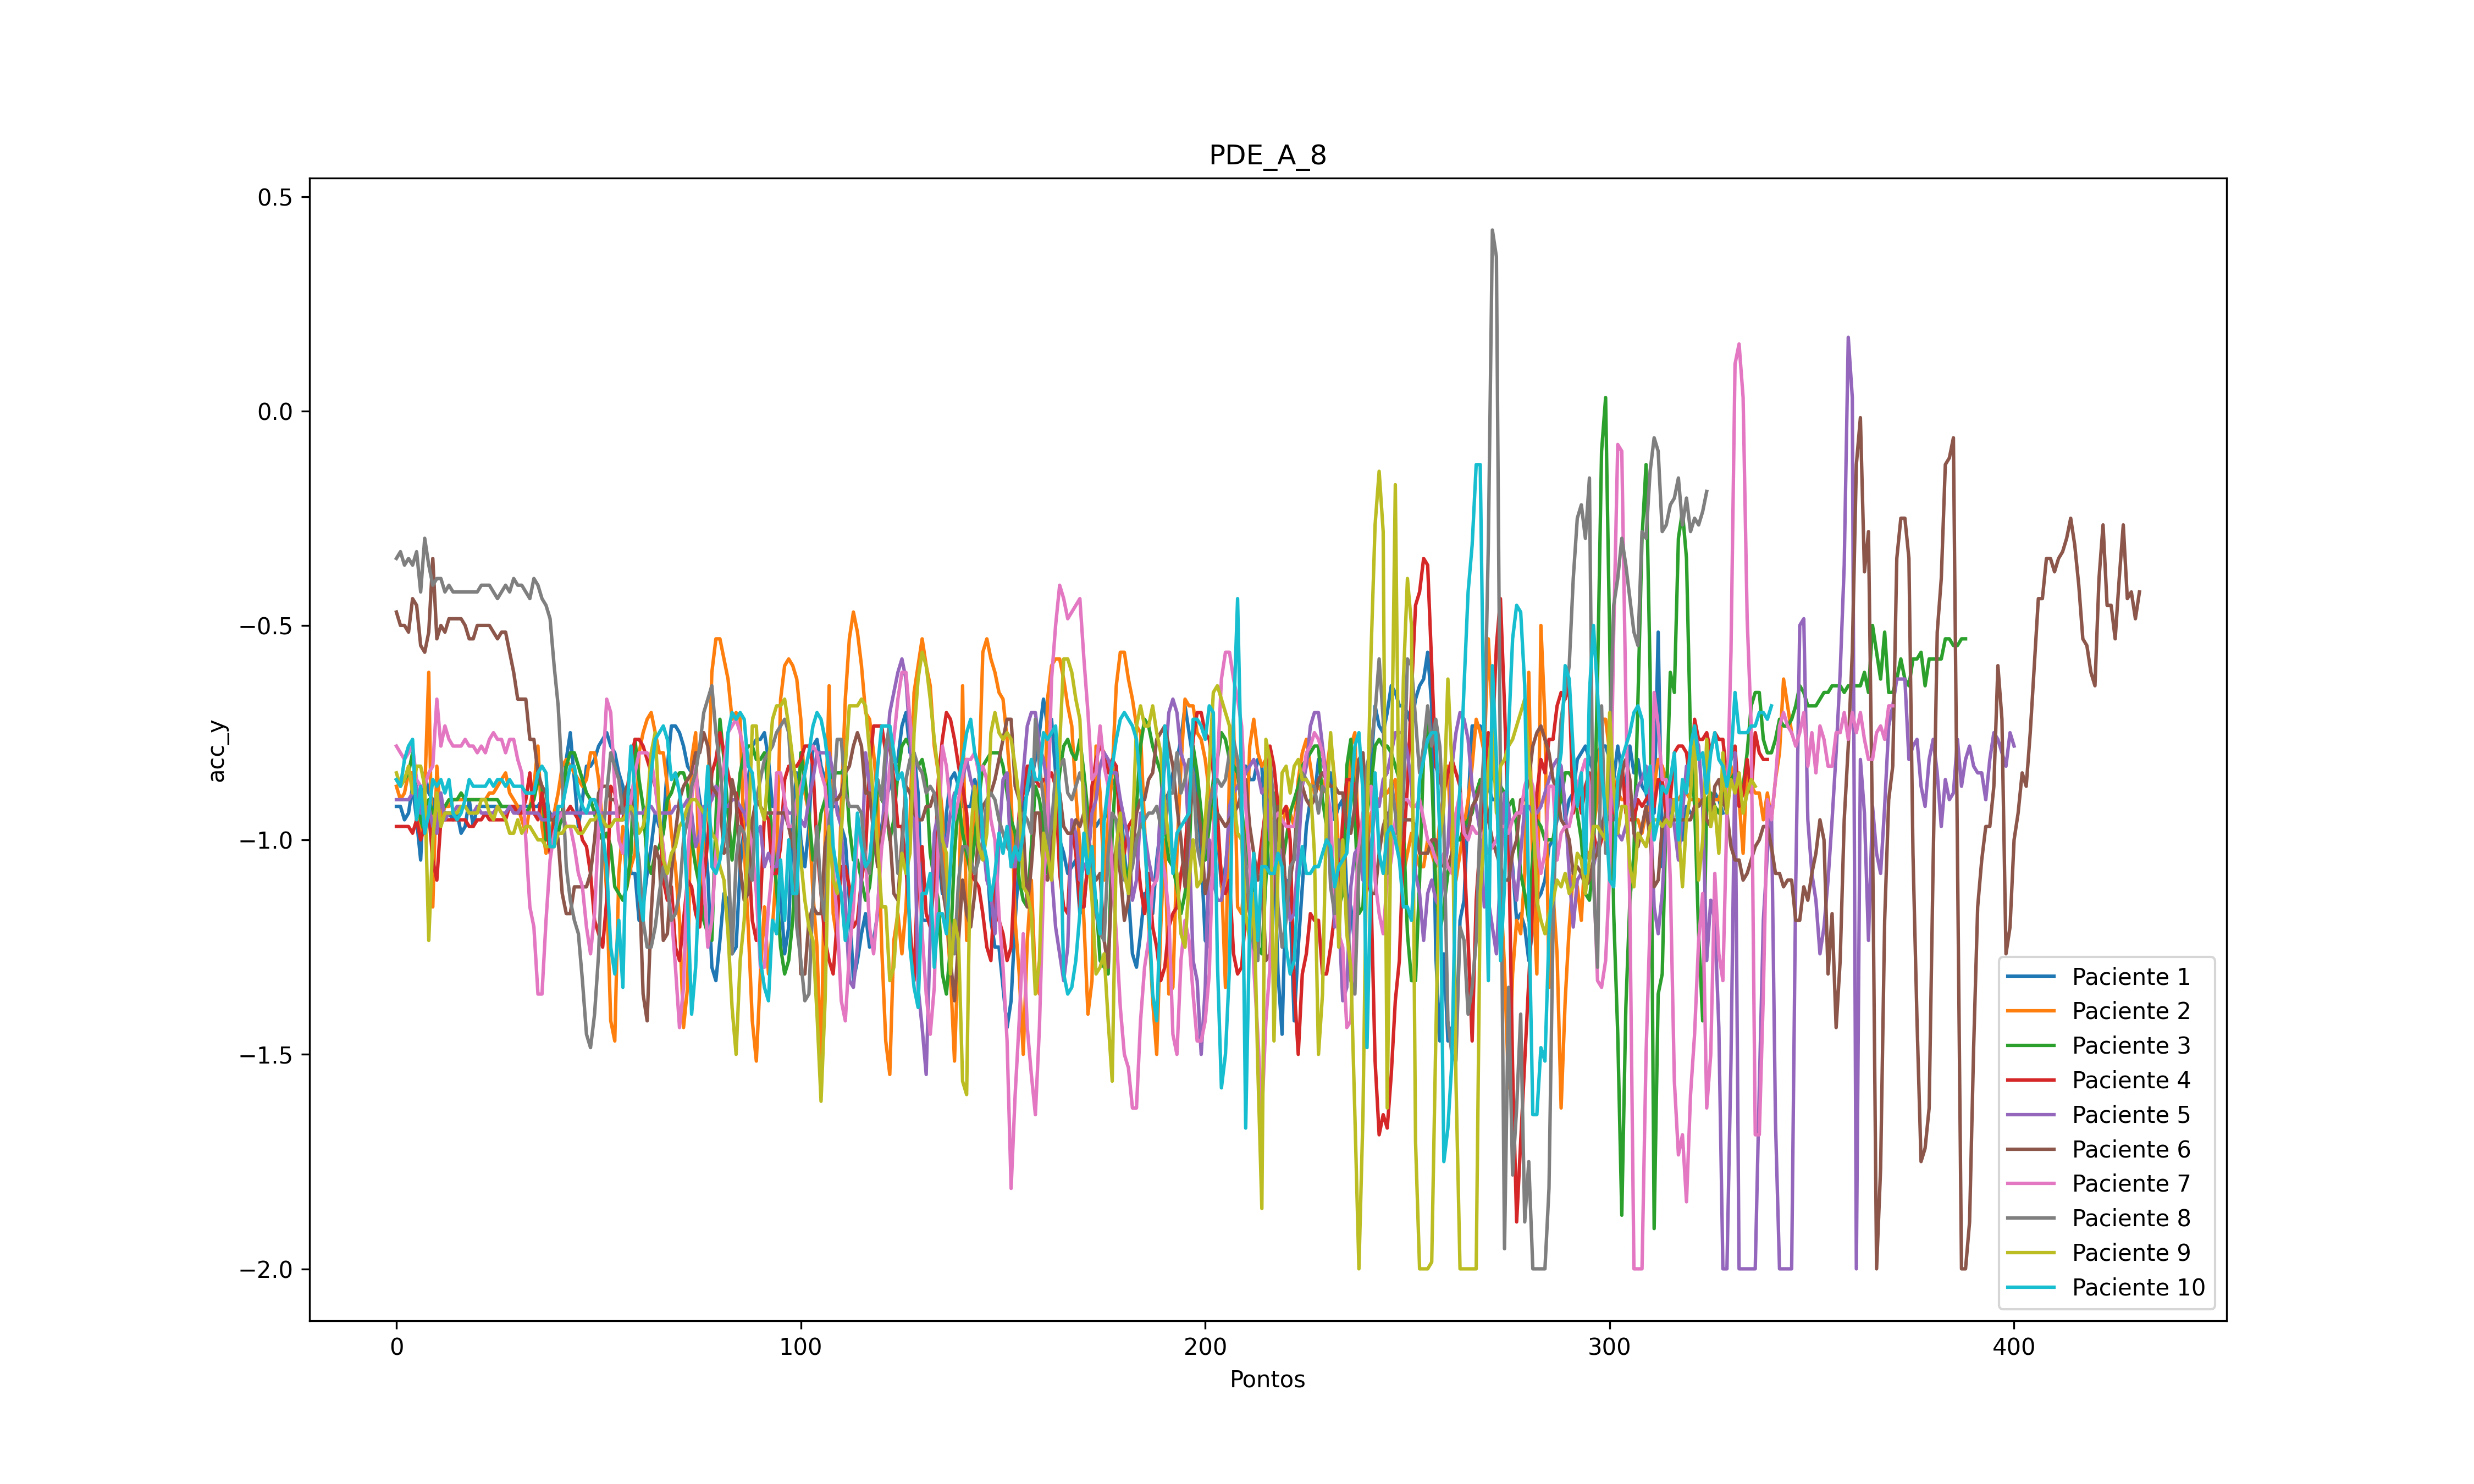 PDE_A_8
acc_y
0.5
0.0
−0.5
−1.0
−1.5
−2.0
0 100 200 300 400
Pontos
Paciente 1
Paciente 2
Paciente 3
Paciente 4
Paciente 5
Paciente 6
Paciente 7
Paciente 8
Paciente 9
Paciente 10